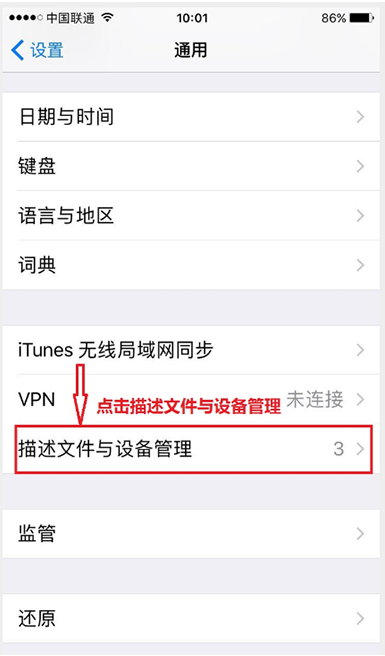 中国联通 10:01 86%
设置 通用
日期与时间
键盘
语言与地区
词典
iTunes 无线局域网同步
VPN 未连接
点击描述文件与设备管理
描述文件与设备管理 3
监管
还原